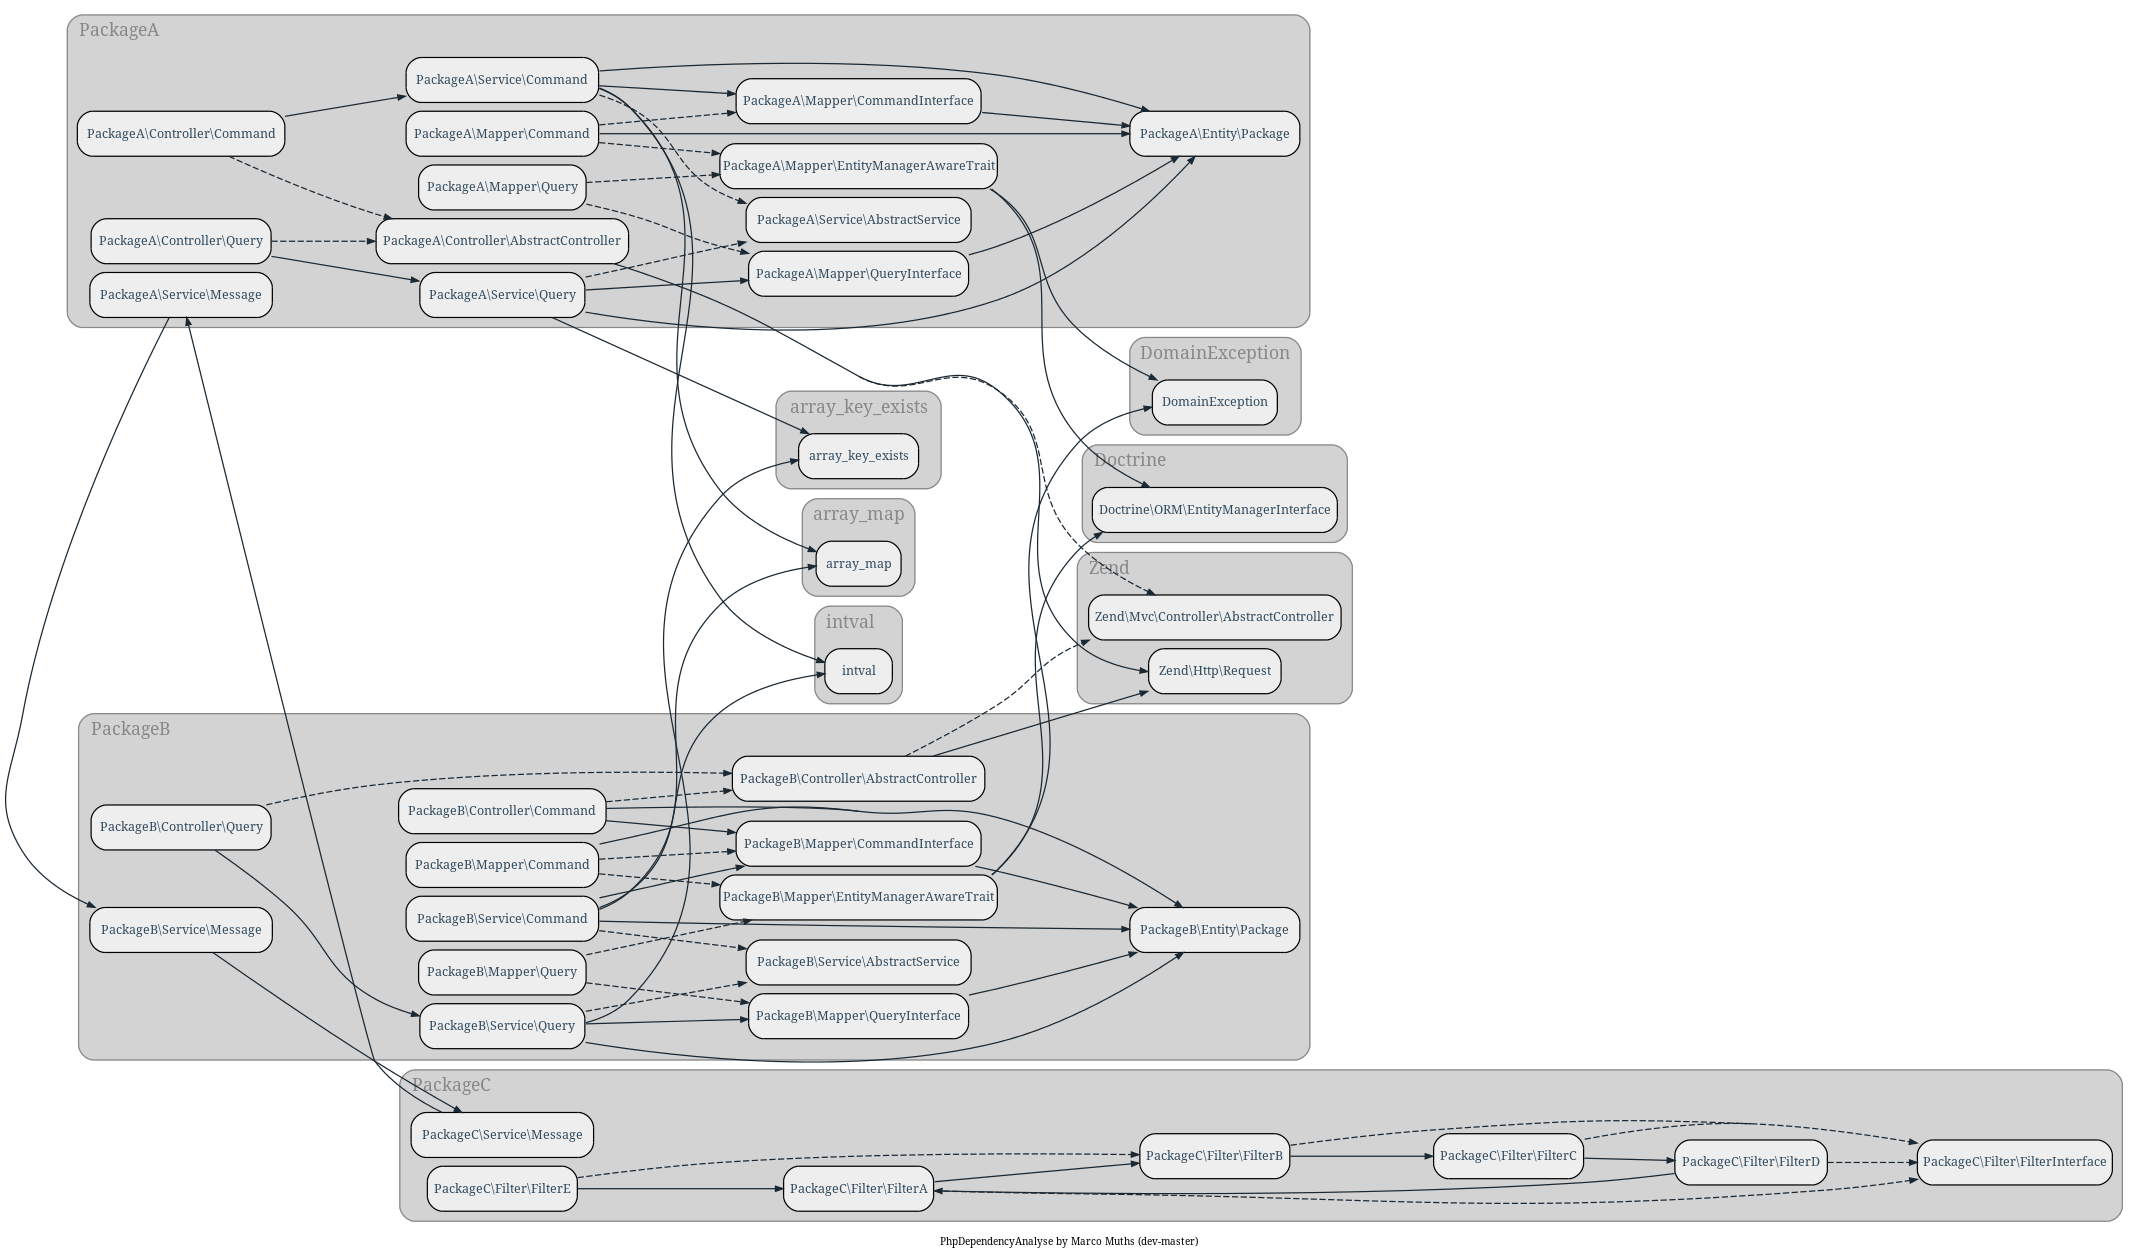 PackageA
PackageA\Service\Command
PackageA\Mapper\CommandInterface
PackageA\Controller\Command
PackageA\Mapper\Command
PackageA\Entity\Package
PackageA\Mapper\EntityManagerAwareTrait
PackageA\Mapper\Query
PackageA\Service\AbstractService
PackageA\Controller\Query
PackageA\Controller\AbstractController
PackageA\Mapper\QueryInterface
PackageA\Service\Message
PackageA\Service\Query
DomainException
DomainException
array_key_exists
array_key_exists
Doctrine
Doctrine\ORM\EntityManagerInterface
array_map
array_map
Zend
Zend\Mvc\Controller\AbstractController
intval
intval
Zend\Http\Request
PackageB
PackageB\Controller\AbstractController
PackageB\Controller\Command
PackageB\Controller\Query
PackageB\Mapper\CommandInterface
PackageB\Mapper\Command
PackageB\Mapper\EntityManagerAwareTrait
PackageB\Service\Command
PackageB\Service\Message
PackageB\Entity\Package
PackageB\Service\AbstractService
PackageB\Mapper\Query
PackageB\Mapper\QueryInterface
PackageB\Service\Query
PackageC
PackageC\Service\Message
PackageC\Filter\FilterB
PackageC\Filter\FilterC
PackageC\Filter\FilterD
PackageC\Filter\FilterInterface
PackageC\Filter\FilterE
PackageC\Filter\FilterA
PhpDependencyAnalyse by Marco Muths (dev-master)